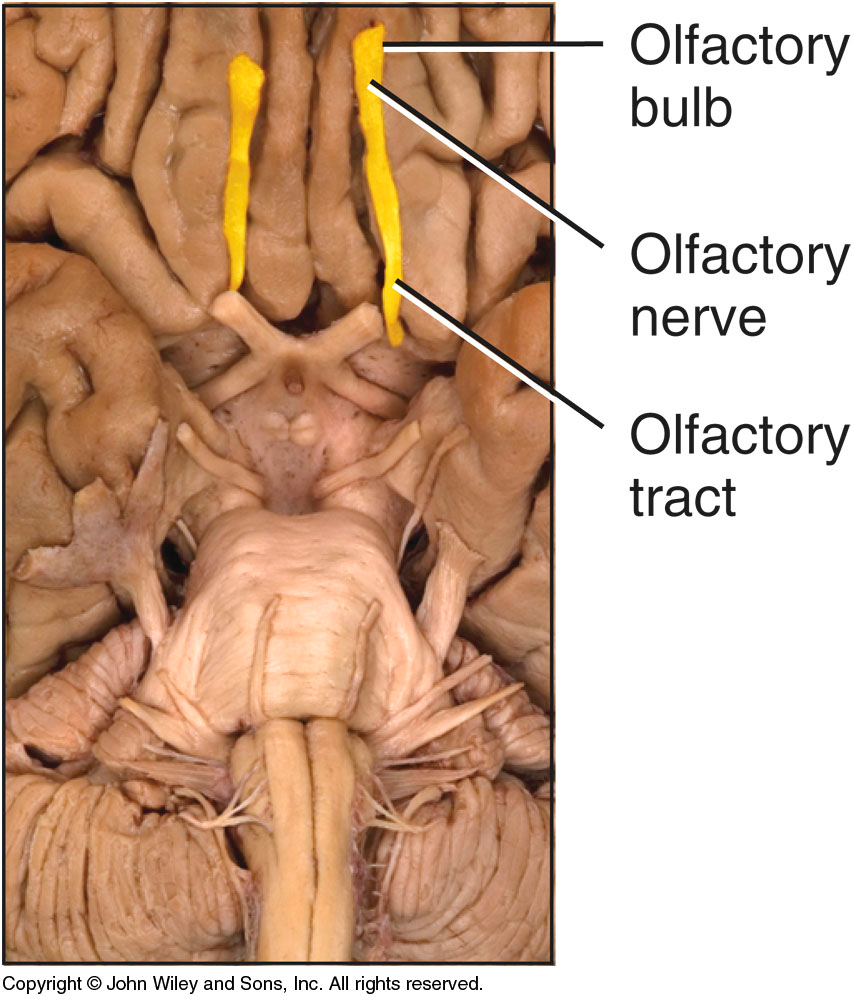 Olfactory
bulb
Olfactory
nerve
Olfactory
tract
Copyright © John Wiley and Sons, Inc. All rights reserved.